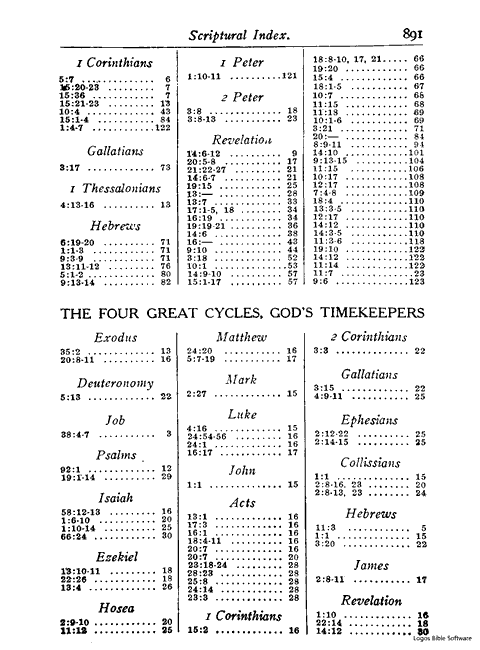 Scriptural Index. 891
1 Corinthians
5:7 ............ 6
15:20-23 ........ 7
15:36 .......... 7
15:21-23 ........ 13
10:4 ........... 43
15:1-4 ......... 84
1:4-7 .......... 122
Gallatians
3:17 ........... 73
1 Thessalonians
4:13-16 ........ 13
Hebrews
6:19-20 ........ 71
1:1-3 .......... 71
9:3-9 .......... 71
13:11-12 ....... 76
5:1-2 .......... 80
9:13-14 ........ 82
1 Peter
1:10-11 .........121
2 Peter
3:8 ............ 18
3:8-13 ......... 23
Revelation
14:6-12 ........ 9
20:5-8 ......... 17
21:22-27 ....... 21
14:6-7 ......... 21
19:15 .......... 25
13:— ........... 28
13:7 ........... 33
17:1-5, 18 ..... 34
16:19 .......... 34
19:19-21 ....... 36
14:6 ........... 38
16:— ........... 43
9:10 ........... 44
3:18 ........... 52
10:1 ........... 53
14:9-10 ........ 57
15:1-17 ........ 57
18:8-10, 17, 21..... 66
19:20 .......... 66
15:4 ........... 66
18:1-5 ......... 67
10:7 ........... 68
11:15 .......... 68
11:18 .......... 69
10:1-6 ......... 69
3:21 ........... 71
20:— ........... 84
8:9-11 ......... 94
14:10 ..........101
9:13-15 ........104
11:15 ..........106
10:17 ..........108
12:17 ..........108
7:4-8 ..........109
18:4 ...........110
13:3-5 .........110
12:17 ..........110
14:12 ..........110
14:3-5 .........110
11:3-6 .........118
19:10 ..........122
14:12 ..........122
11:14 ..........122
11:7 ...........23
9:6 ............123
THE FOUR GREAT CYCLES, GOD'S TIMEKEEPERS
Exodus
35:2 ........... 13
20:8-11 ........ 16
Deuteronomy
5:13 ........... 22
Job
38:4-7 ......... 3
Psalms
92:1 ........... 12
19:1-14 ........ 29
Isaiah
58:12-13 ....... 16
1:6-10 ......... 20
1:10-14 ........ 25
66:24 .......... 30
Ezekiel
13:10-11 ....... 18
22:26 .......... 18
13:4 ........... 26
Hosea
2:9-10 ......... 20
11:12 .......... 25
Matthew
24:20 .......... 16
5:7-19 ......... 17
Mark
2:27 ........... 15
Luke
4:16 ........... 15
24:54-56 ....... 16
24:1 ........... 16
16:17 .......... 17
John
1:1 ............ 15
Acts
13:1 ........... 16
17:3 ........... 16
16:1 ........... 16
18:4-11 ........ 16
20:7 ........... 16
20:7 ........... 20
23:18-24 ....... 28
28:23 .......... 28
25:8 ........... 28
24:14 .......... 28
23:3 ........... 28
1 Corinthians
15:2 ........... 16
2 Corinthians
3:3 ............ 22
Gallatians
3:15 ........... 22
4:9-11 ......... 25
Ephesians
2:12-22 ........ 25
2:14-15 ........ 25
Collissians
1:1 ............ 15
2:8-16, 23 ..... 20
2:8-13, 23 ..... 24
Hebrews
11:3 ........... 5
1:1 ............ 15
3:20 ........... 22
James
2:8-11 ......... 17
Revelation
1:10 ........... 16
22:14 .......... 18
14:12 .......... 30
Logos Bible Software